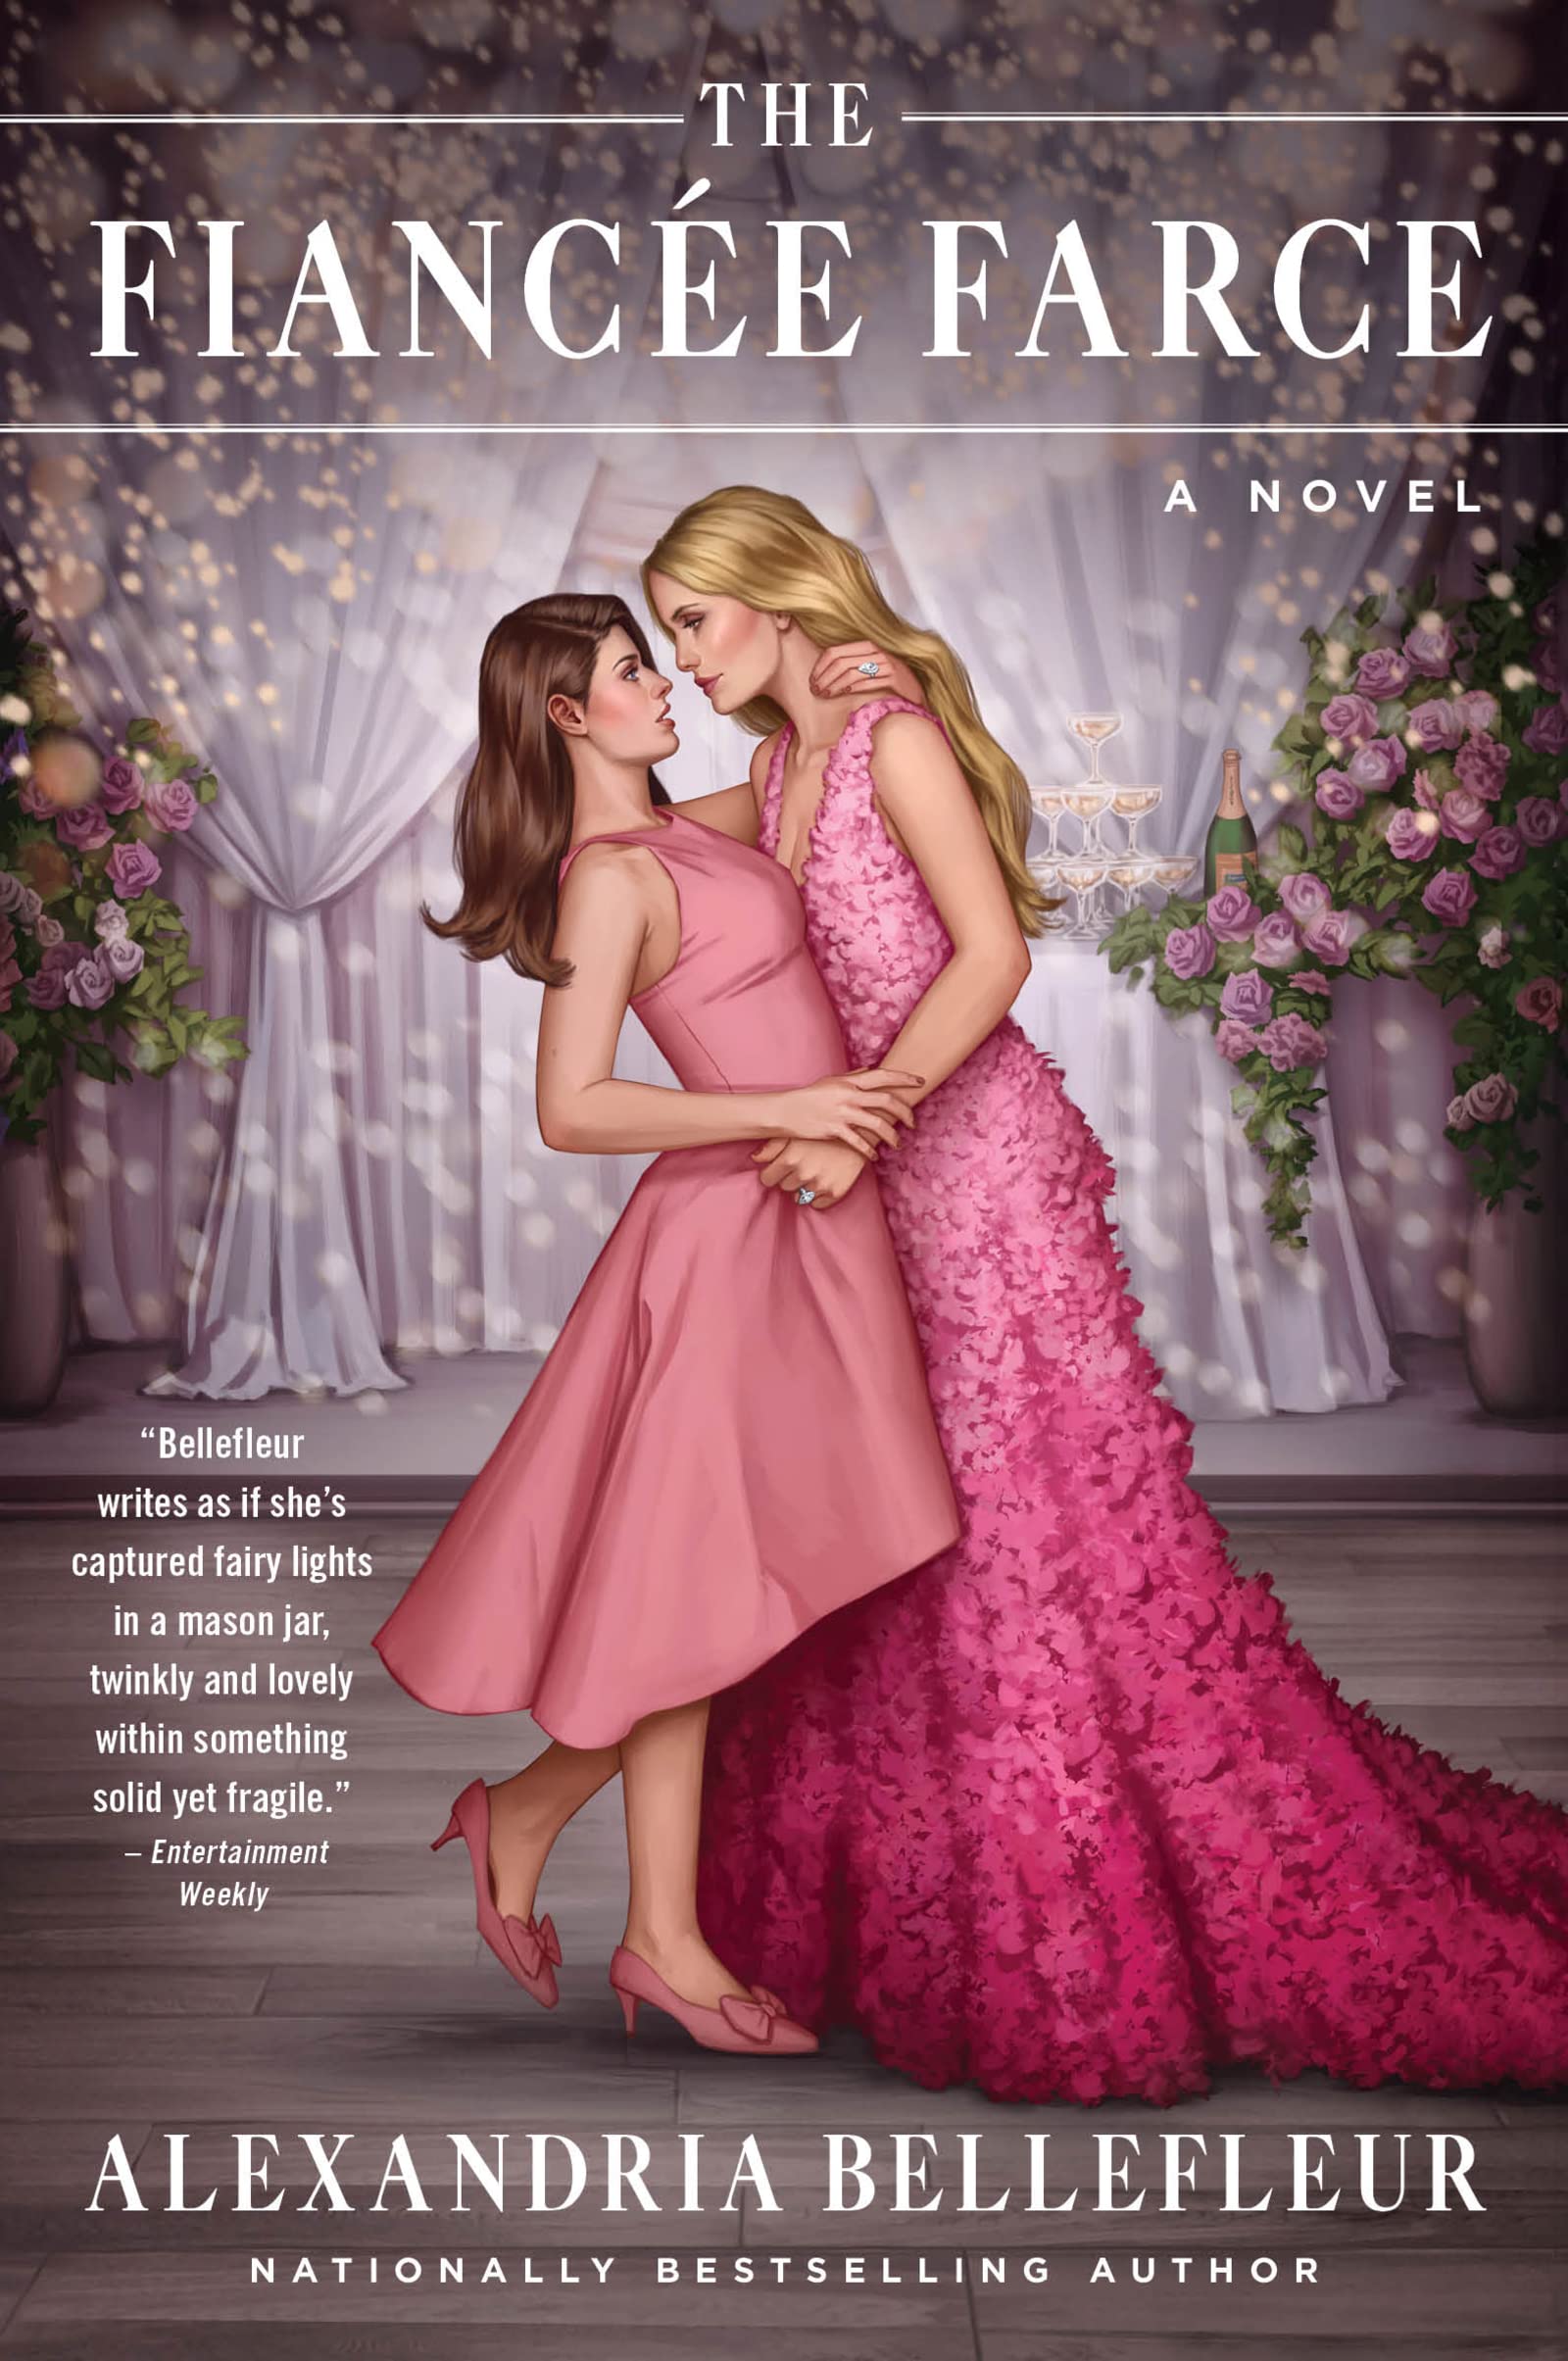 THE
FIANCÉE FARCE
A NOVEL
“Bellefleur
writes as if she’s
captured fairy lights
in a mason jar,
twinkly and lovely
within something
solid yet fragile.”
– Entertainment
Weekly
ALEXANDRIA BELLEFLEUR
NATIONALLY BESTSELLING AUTHOR